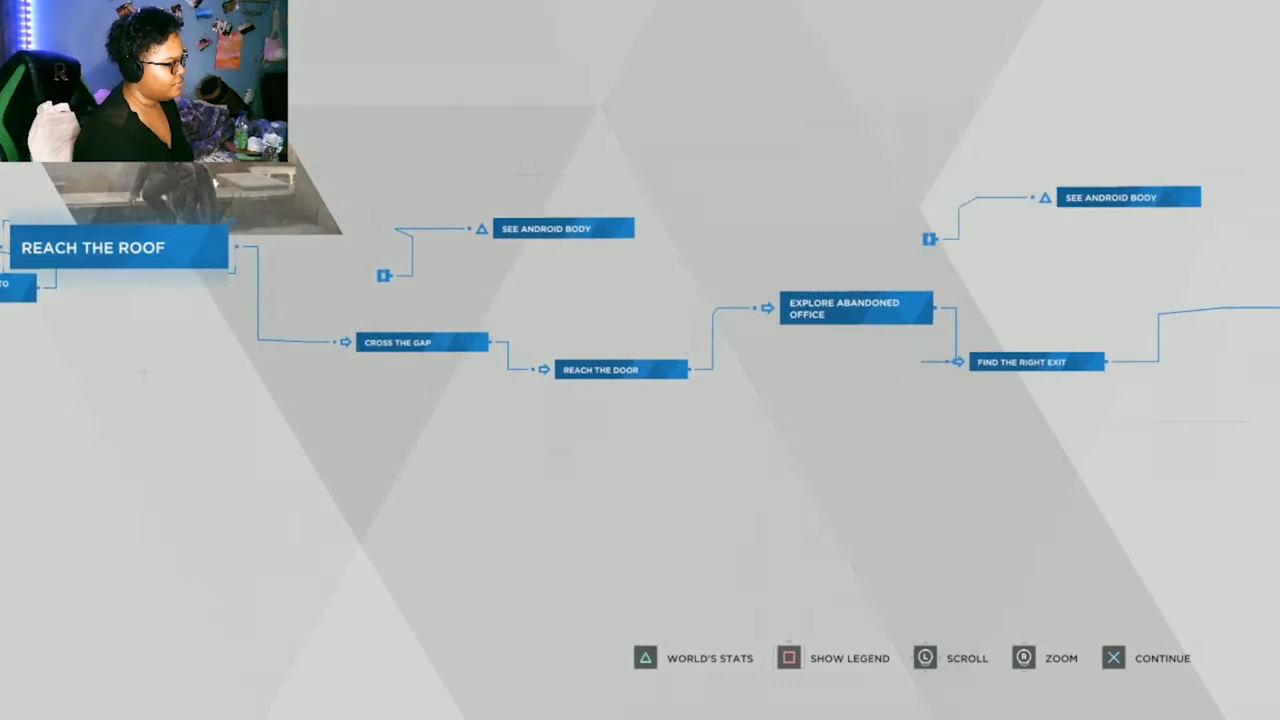 R
SEE ANDROID BODY
SEE ANDROID BODY
REACH THE ROOF
TO
EXPLORE ABANDONED
OFFICE
CROSS THE GAP
FIND THE RIGHT EXIT
REACH THE DOOR
WORLD'S STATS
SHOW LEGEND
L
SCROLL
R
ZOOM
CONTINUE